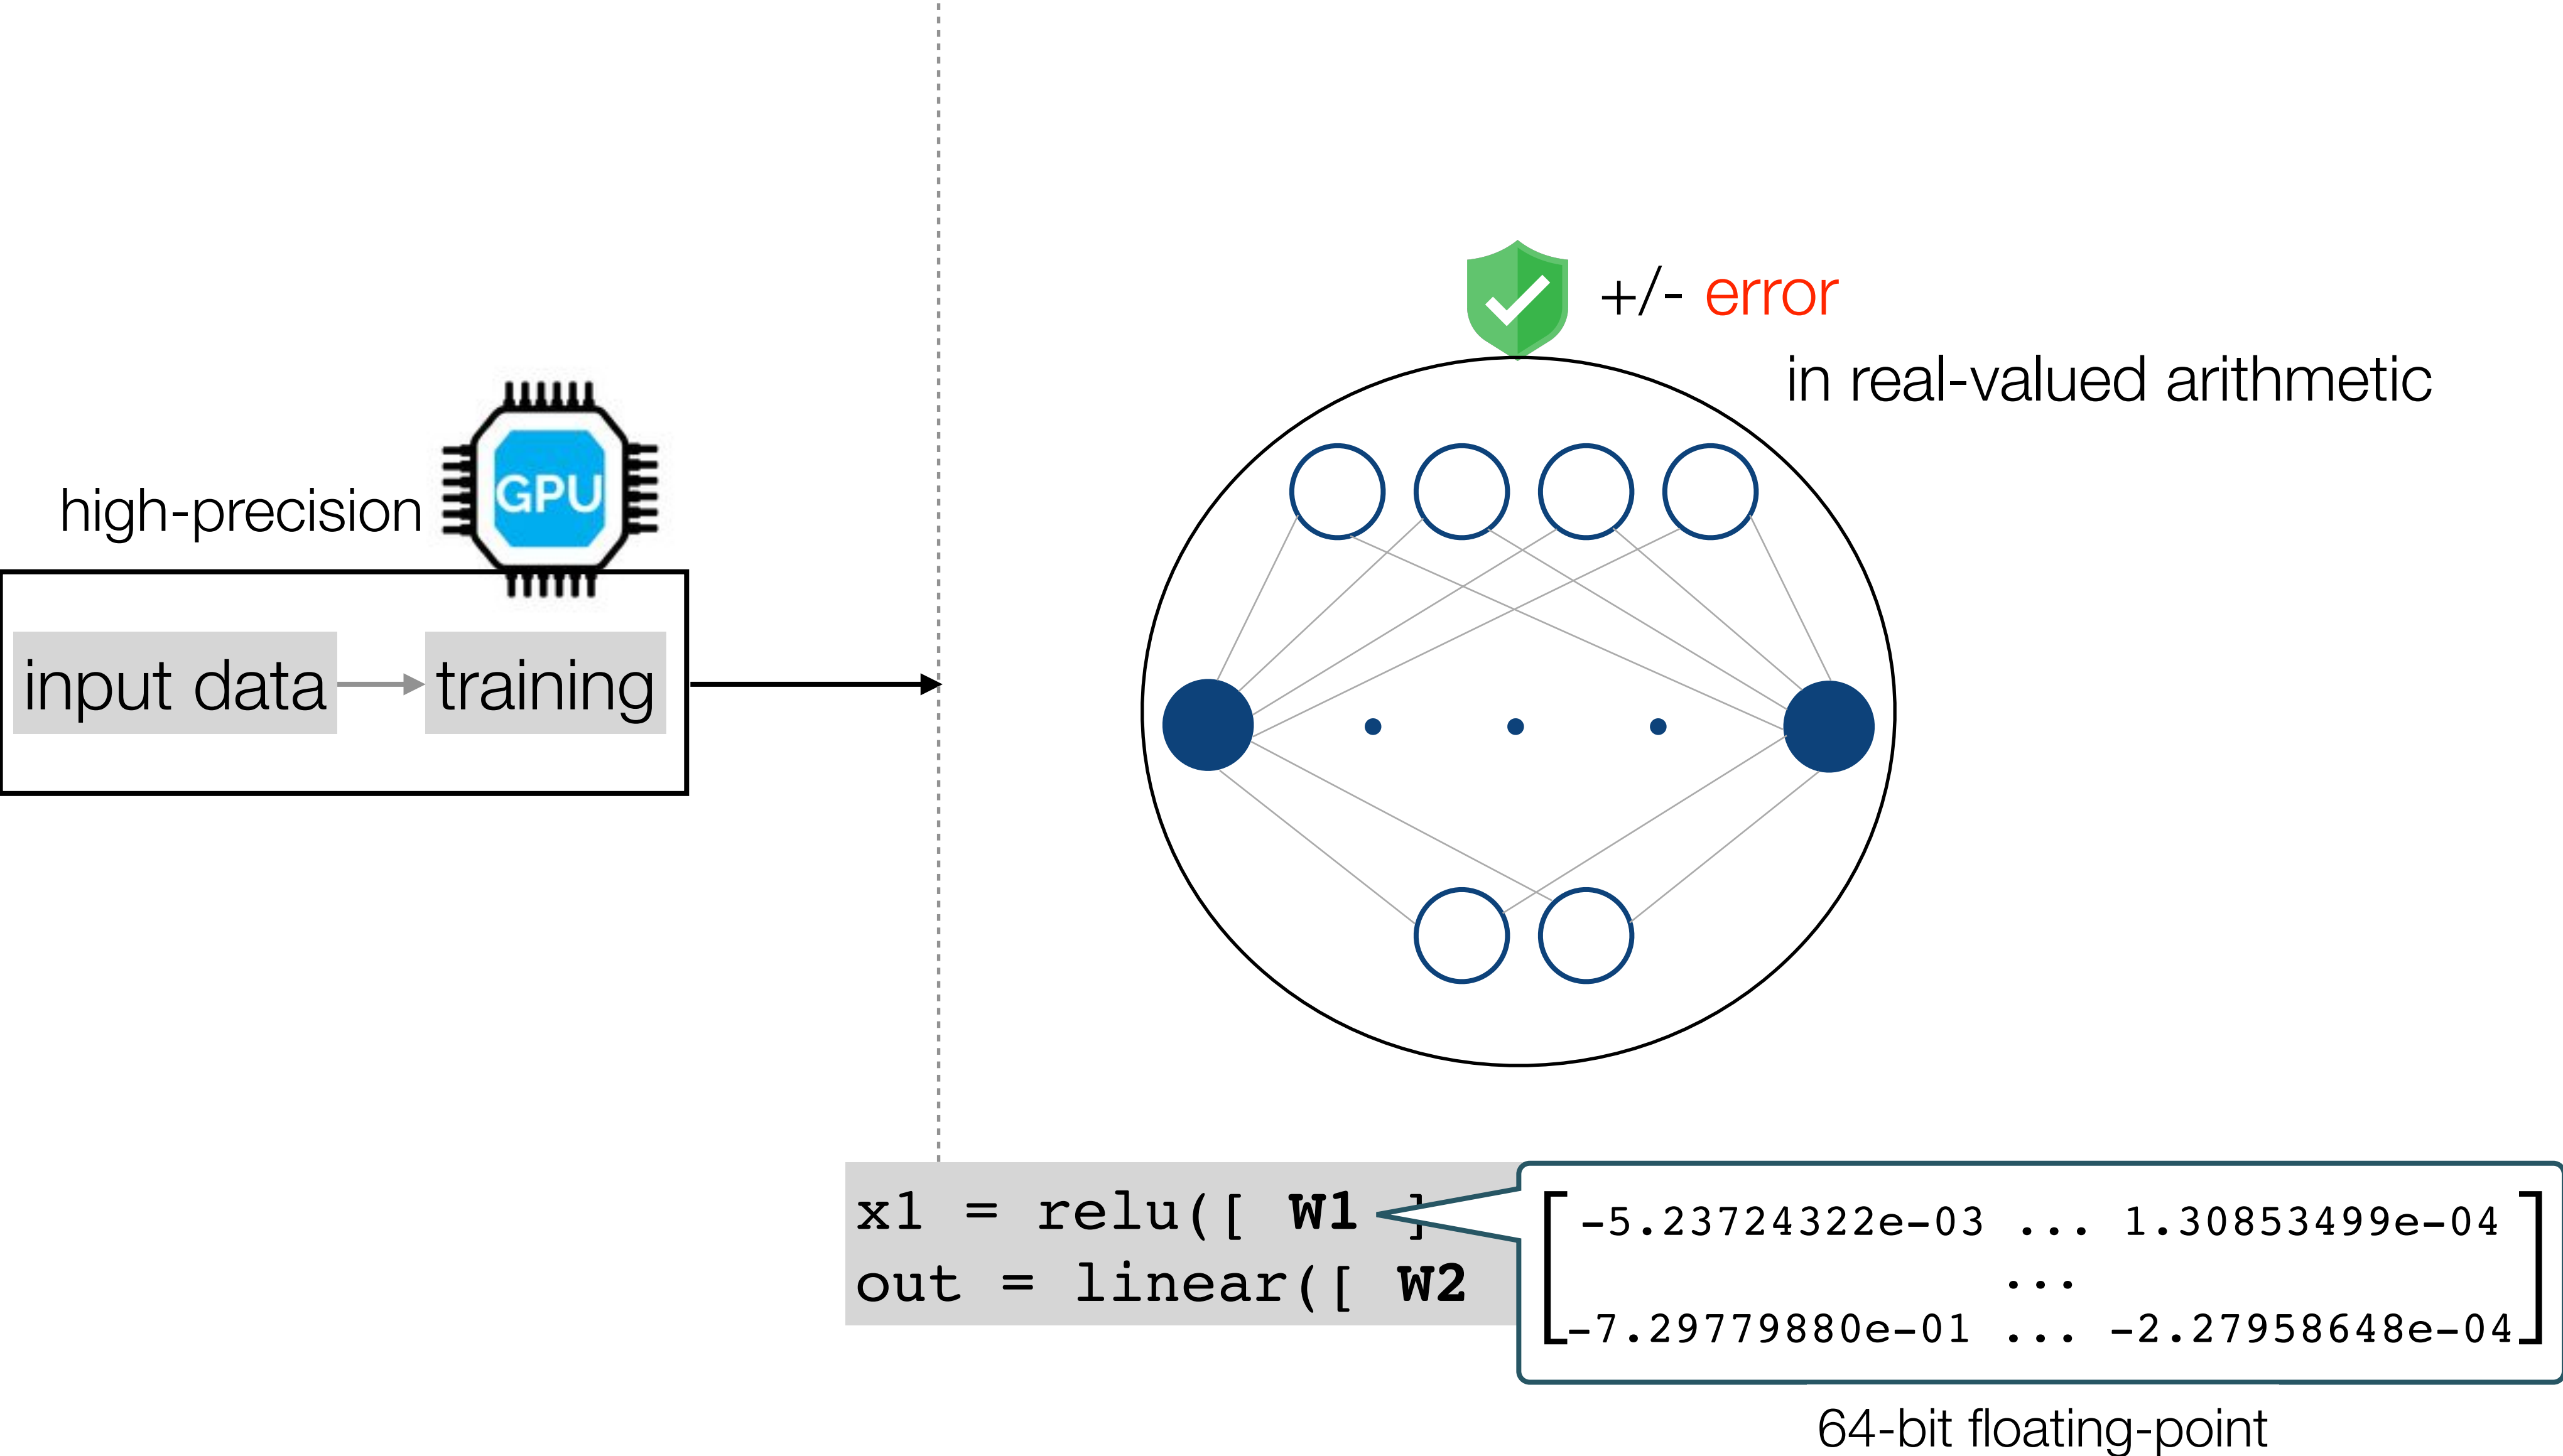 +/- error
in real-valued arithmetic
high-precision
GPU
input data
training
x1 = relu([ W1 ]
out = linear([ W2
-5.23724322e-03 ... 1.30853499e-04
...
-7.29779880e-01 ... -2.27958648e-04
64-bit floating-point